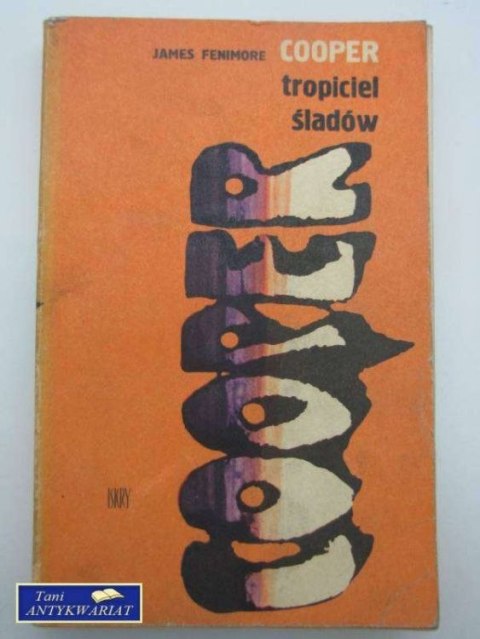 JAMES FENIMORE COOPER
tropiciel
śladów
COOPER
ISKRY
Tani
ANTYKWARIAT